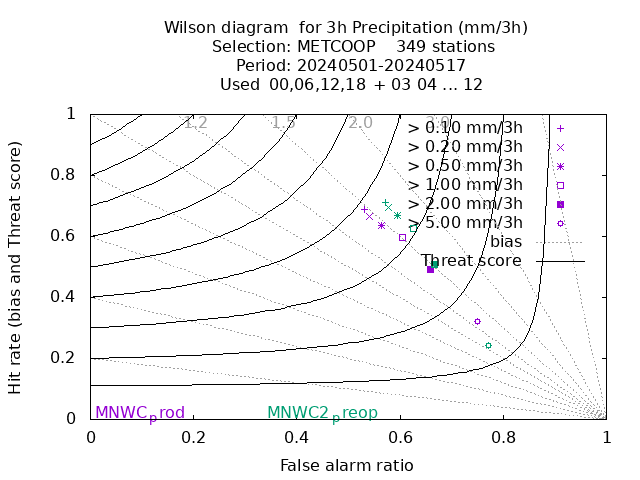 Wilson diagram  for 3h Precipitation (mm/3h)
Selection: METCOOP    349 stations
Period: 20240501-20240517
Used  00,06,12,18  + 03 04 ... 12
1.2
1.5
2.0
> 0.10 mm/3h
> 0.20 mm/3h
> 0.50 mm/3h
> 1.00 mm/3h
> 2.00 mm/3h
> 5.00 mm/3h
bias
Threat score
Hit rate (bias and Threat score)
1
0.8
0.6
0.4
0.2
0
MNWC_prod
MNWC2_preop
0
0.2
0.4
0.6
0.8
1
False alarm ratio